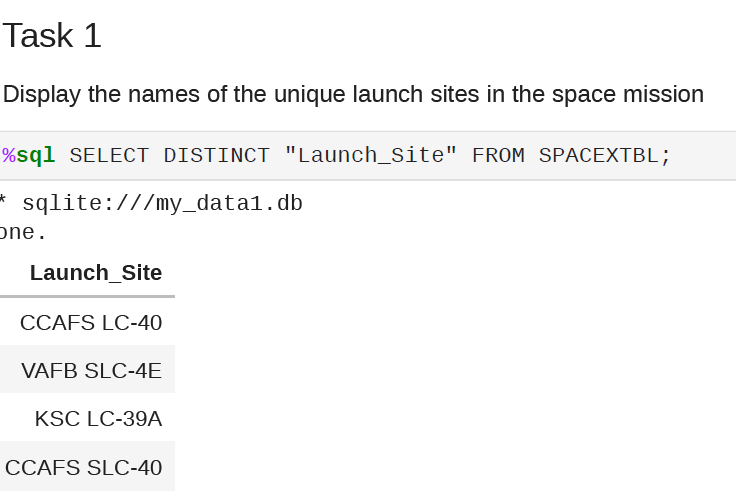 Task 1
Display the names of the unique launch sites in the space mission
%sql SELECT DISTINCT "Launch_Site" FROM SPACEXTBL;
* sqlite:///my_data1.db
one.
Launch_Site
CCAFS LC-40
VAFB SLC-4E
KSC LC-39A
CCAFS SLC-40